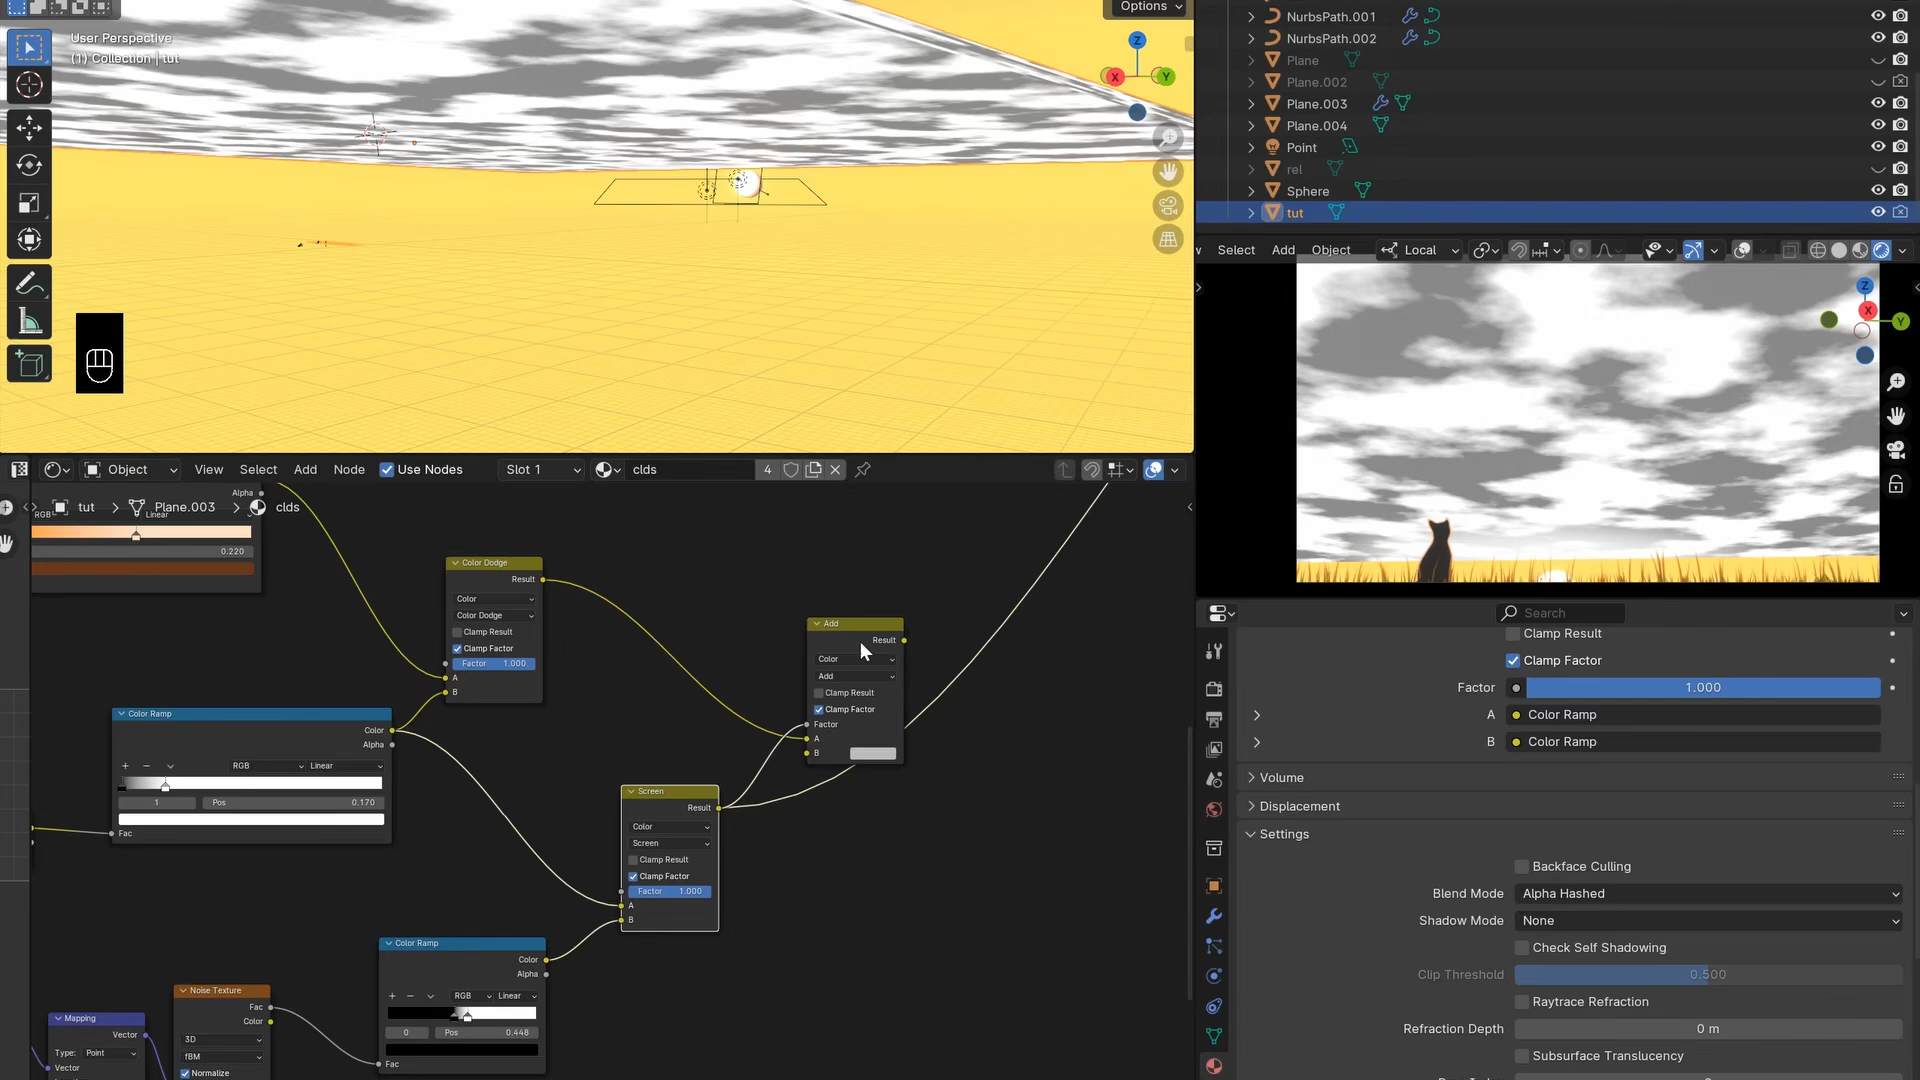 Options
User Perspective
(1) Collection | tut
Z
X
Y
NurbsPath.001
NurbsPath.002
Plane
Plane.002
Plane.003
Plane.004
Point
rel
Sphere
tut
Select
Add
Object
Local
Z
X
Y
Object
View
Select
Add
Node
Use Nodes
Slot 1
clds
4
Alpha
tut
Plane.003
clds
RGB
Linear
0.220
Color Dodge
Result
Color
Color Dodge
Clamp Result
Clamp Factor
Factor 1.000
A
B
Add
Result
Color
Add
Clamp Result
Clamp Factor
Factor
A
B
Color Ramp
Color
Alpha
RGB
Linear
1
Pos 0.170
Fac
Screen
Result
Color
Screen
Clamp Result
Clamp Factor
Factor 1.000
A
B
Color Ramp
Color
Alpha
RGB
Linear
0
Pos 0.448
Fac
Noise Texture
Fac
Color
3D
fBM
Normalize
Mapping
Vector
Type: Point
Vector
Search
Clamp Result
Clamp Factor
Factor 1.000
A Color Ramp
B Color Ramp
Volume
Displacement
Settings
Backface Culling
Blend Mode Alpha Hashed
Shadow Mode None
Check Self Shadowing
Clip Threshold 0.500
Raytrace Refraction
Refraction Depth 0 m
Subsurface Translucency